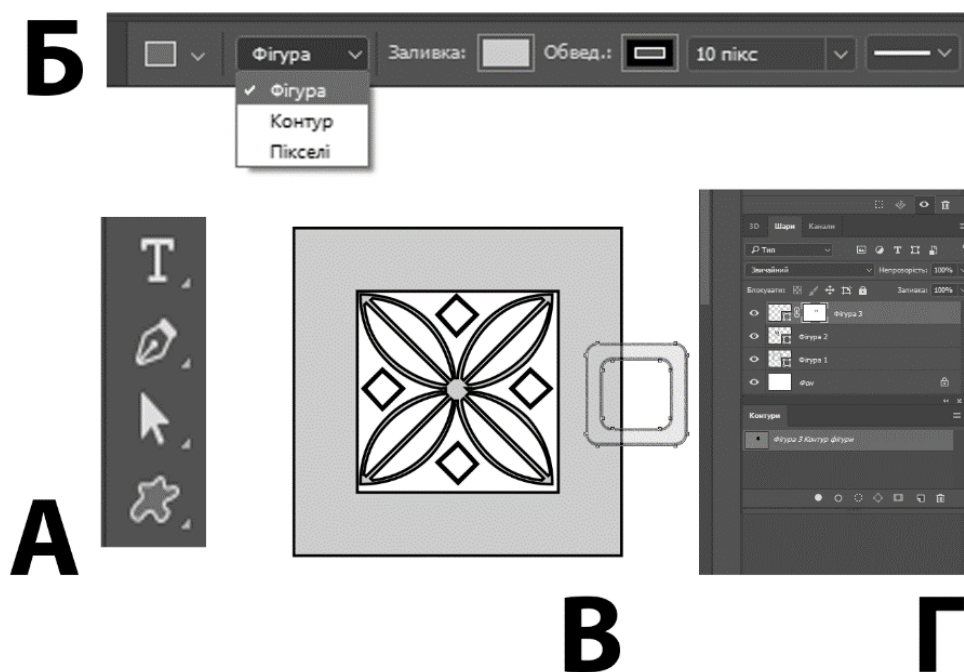 Б
Фігура Заливка: Обвед.: 10 пікс
Фігура
Контур
Пікселі
T
А
3D Шари Канали
Тип T
Звичайний Непрозорість: 100%
Блокувати: Заливка: 100%
Фігура 3
Фігура 2
Фігура 1
Фон
Контури
Фігура 3 Контур фігури
В
Г